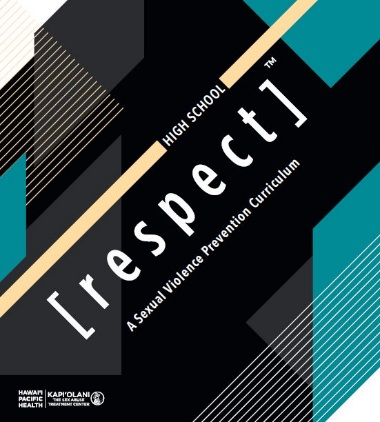 HIGH SCHOOL
[respect]™
A Sexual Violence Prevention Curriculum
HAWAI'I
PACIFIC
HEALTH
KAPI'OLANI
THE SEX ABUSE
TREATMENT CENTER